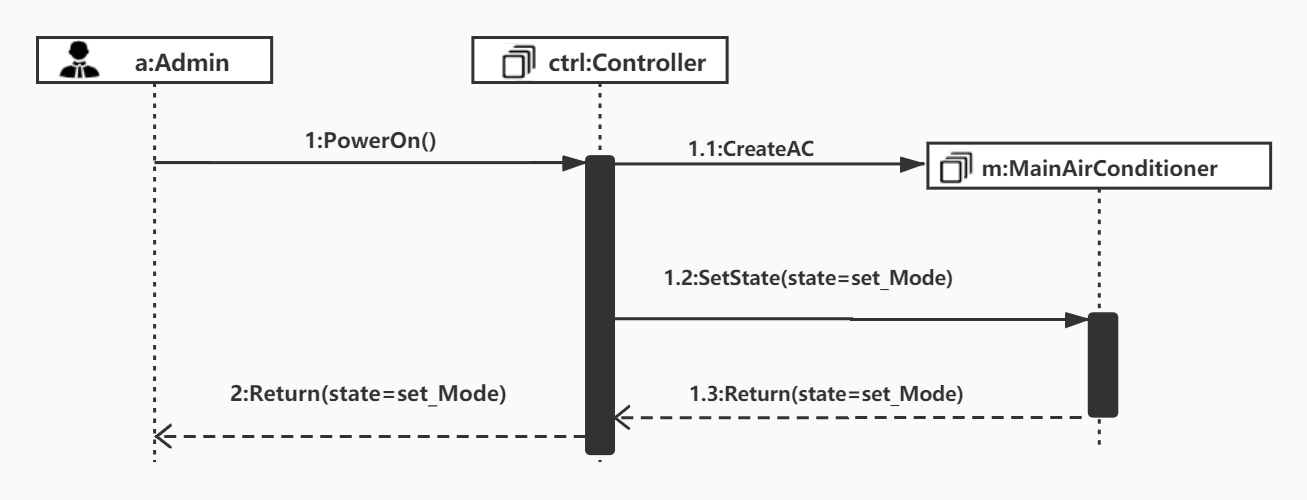 a:Admin
ctrl:Controller
1:PowerOn()
1.1:CreateAC
m:MainAirConditioner
1.2:SetState(state=set_Mode)
2:Return(state=set_Mode)
1.3:Return(state=set_Mode)